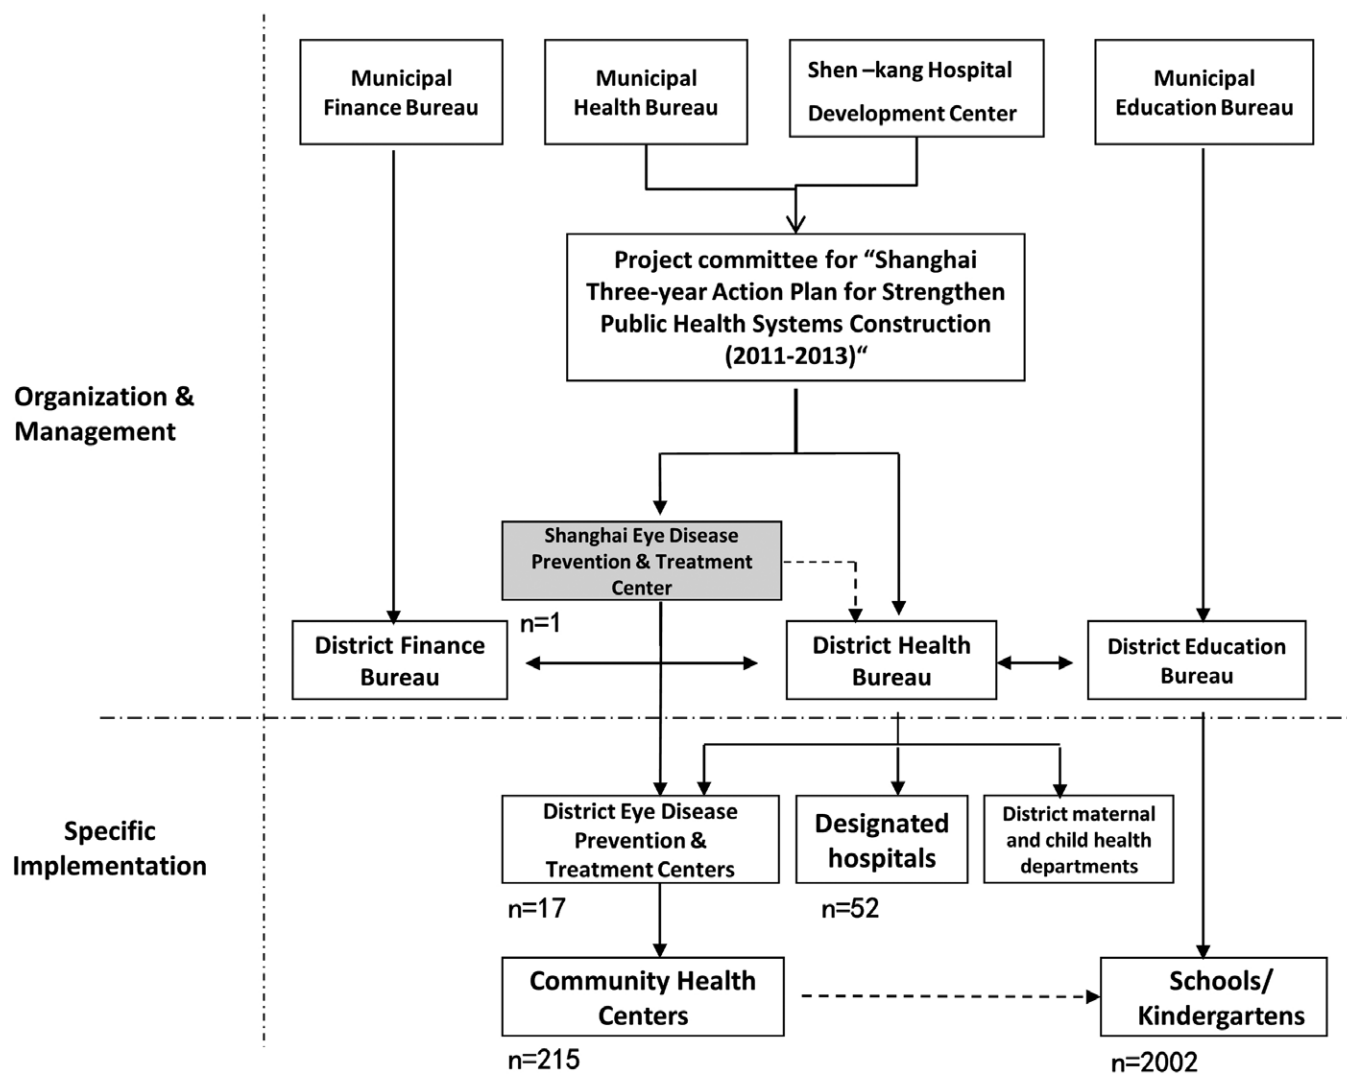 Municipal
Finance Bureau
Municipal
Health Bureau
Shen –kang Hospital
Development Center
Municipal
Education Bureau
Project committee for “Shanghai
Three-year Action Plan for Strengthen
Public Health Systems Construction
(2011-2013)“
Organization &
Management
Shanghai Eye Disease
Prevention & Treatment
Center
n=1
District Finance
Bureau
District Health
Bureau
District Education
Bureau
Specific
Implementation
District Eye Disease
Prevention &
Treatment Centers
n=17
Designated
hospitals
n=52
District maternal
and child health
departments
Community Health
Centers
n=215
Schools/
Kindergartens
n=2002